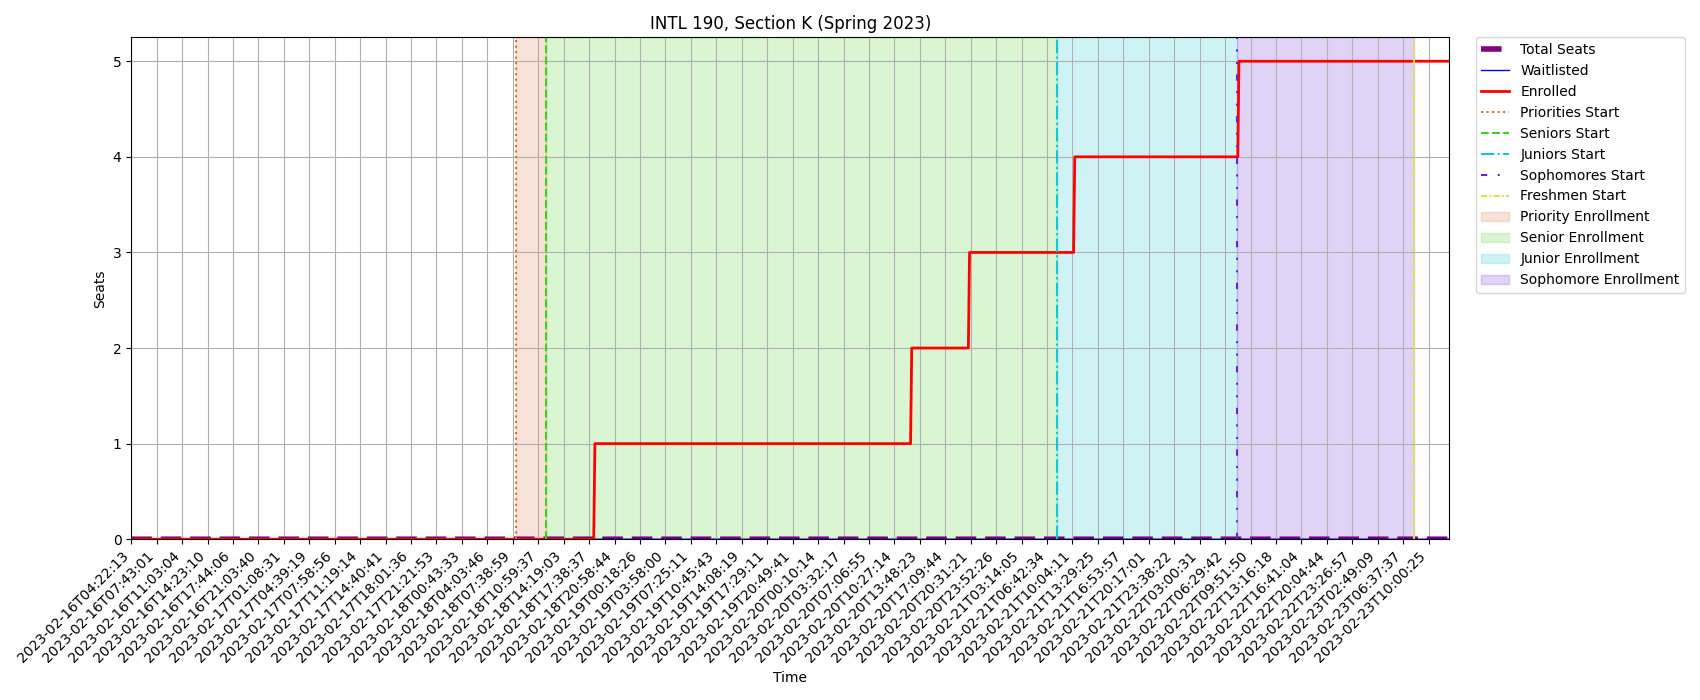 INTL 190, Section K (Spring 2023)
Seats
5
4
3
2
1
0
2023-02-16T04:22:13
2023-02-16T07:43:01
2023-02-16T11:03:04
2023-02-16T14:23:10
2023-02-16T17:44:06
2023-02-16T21:03:40
2023-02-17T01:08:31
2023-02-17T04:39:19
2023-02-17T07:58:56
2023-02-17T11:19:14
2023-02-17T14:40:41
2023-02-17T18:01:36
2023-02-17T21:21:53
2023-02-18T00:43:33
2023-02-18T04:03:46
2023-02-18T07:38:59
2023-02-18T10:59:37
2023-02-18T14:19:03
2023-02-18T17:38:37
2023-02-18T20:58:44
2023-02-19T00:18:26
2023-02-19T03:58:00
2023-02-19T07:25:11
2023-02-19T10:45:43
2023-02-19T14:08:19
2023-02-19T17:29:11
2023-02-19T20:49:41
2023-02-20T00:10:14
2023-02-20T03:32:17
2023-02-20T07:06:55
2023-02-20T10:27:14
2023-02-20T13:48:23
2023-02-20T17:09:44
2023-02-20T20:31:21
2023-02-20T23:52:26
2023-02-21T03:14:05
2023-02-21T06:42:34
2023-02-21T10:04:11
2023-02-21T13:29:25
2023-02-21T16:53:57
2023-02-21T20:17:01
2023-02-21T23:38:22
2023-02-22T03:00:31
2023-02-22T06:29:42
2023-02-22T09:51:50
2023-02-22T13:16:18
2023-02-22T16:41:04
2023-02-22T20:04:44
2023-02-22T23:26:57
2023-02-23T02:49:09
2023-02-23T06:37:37
2023-02-23T10:00:25
Time
Total Seats
Waitlisted
Enrolled
Priorities Start
Seniors Start
Juniors Start
Sophomores Start
Freshmen Start
Priority Enrollment
Senior Enrollment
Junior Enrollment
Sophomore Enrollment